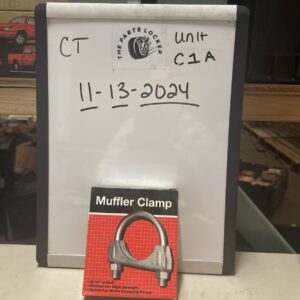 CT
THE PARTS LOCKER
Unit
C1A
11-13-2024
Muffler Clamp